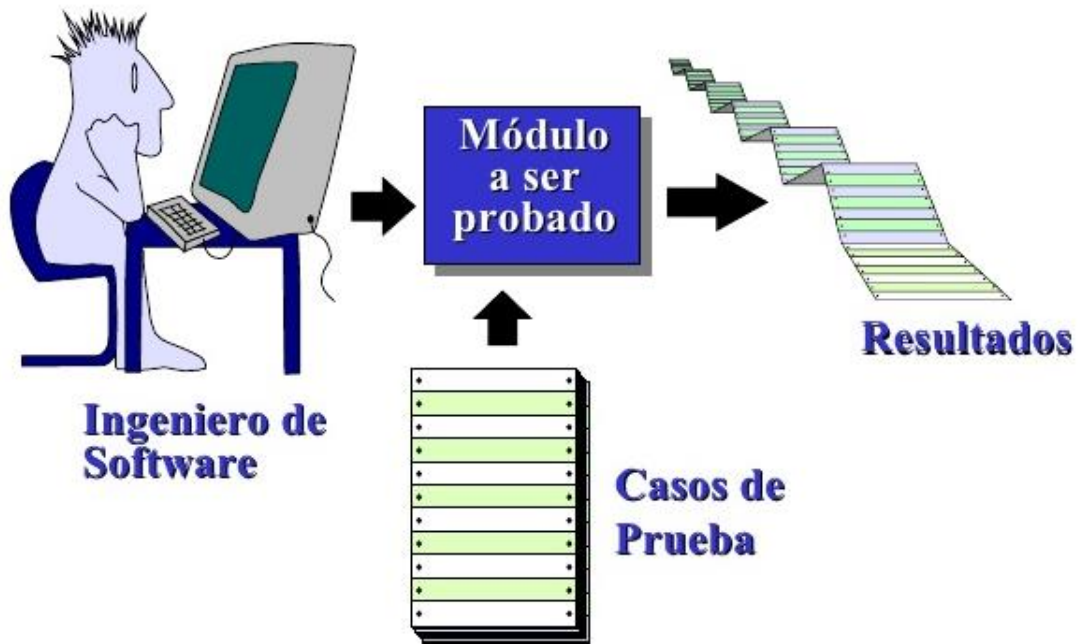 Módulo
a ser
probado
Resultados
Ingeniero de
Software
Casos de
Prueba